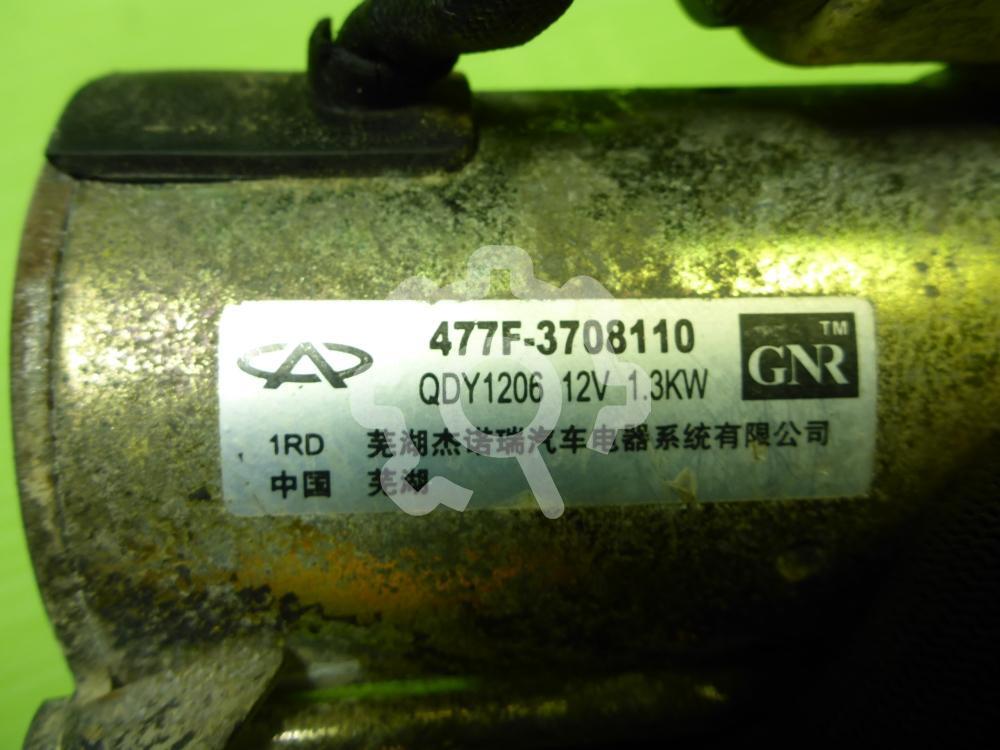 477F-3708110
QDY1206 12V 1.3KW
GNR™
1RD 芜湖杰诺瑞汽车电器系统有限公司
中国 芜湖